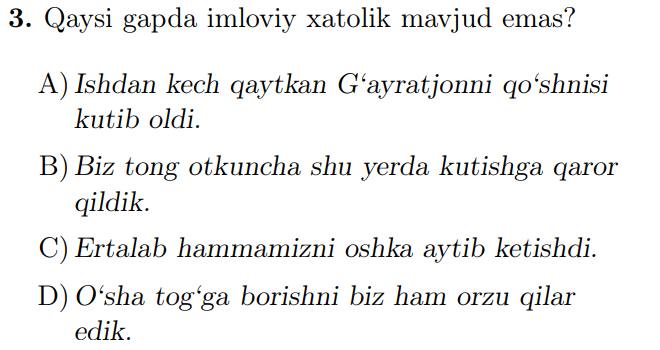 3. Qaysi gapda imloviy xatolik mavjud emas?
A) Ishdan kech qaytkan G‘ayratjonni qo‘shnisi
kutib oldi.
B) Biz tong otkuncha shu yerda kutishga qaror
qildik.
C) Ertalab hammamizni oshka aytib ketishdi.
D) O‘sha tog‘ga borishni biz ham orzu qilar
edik.